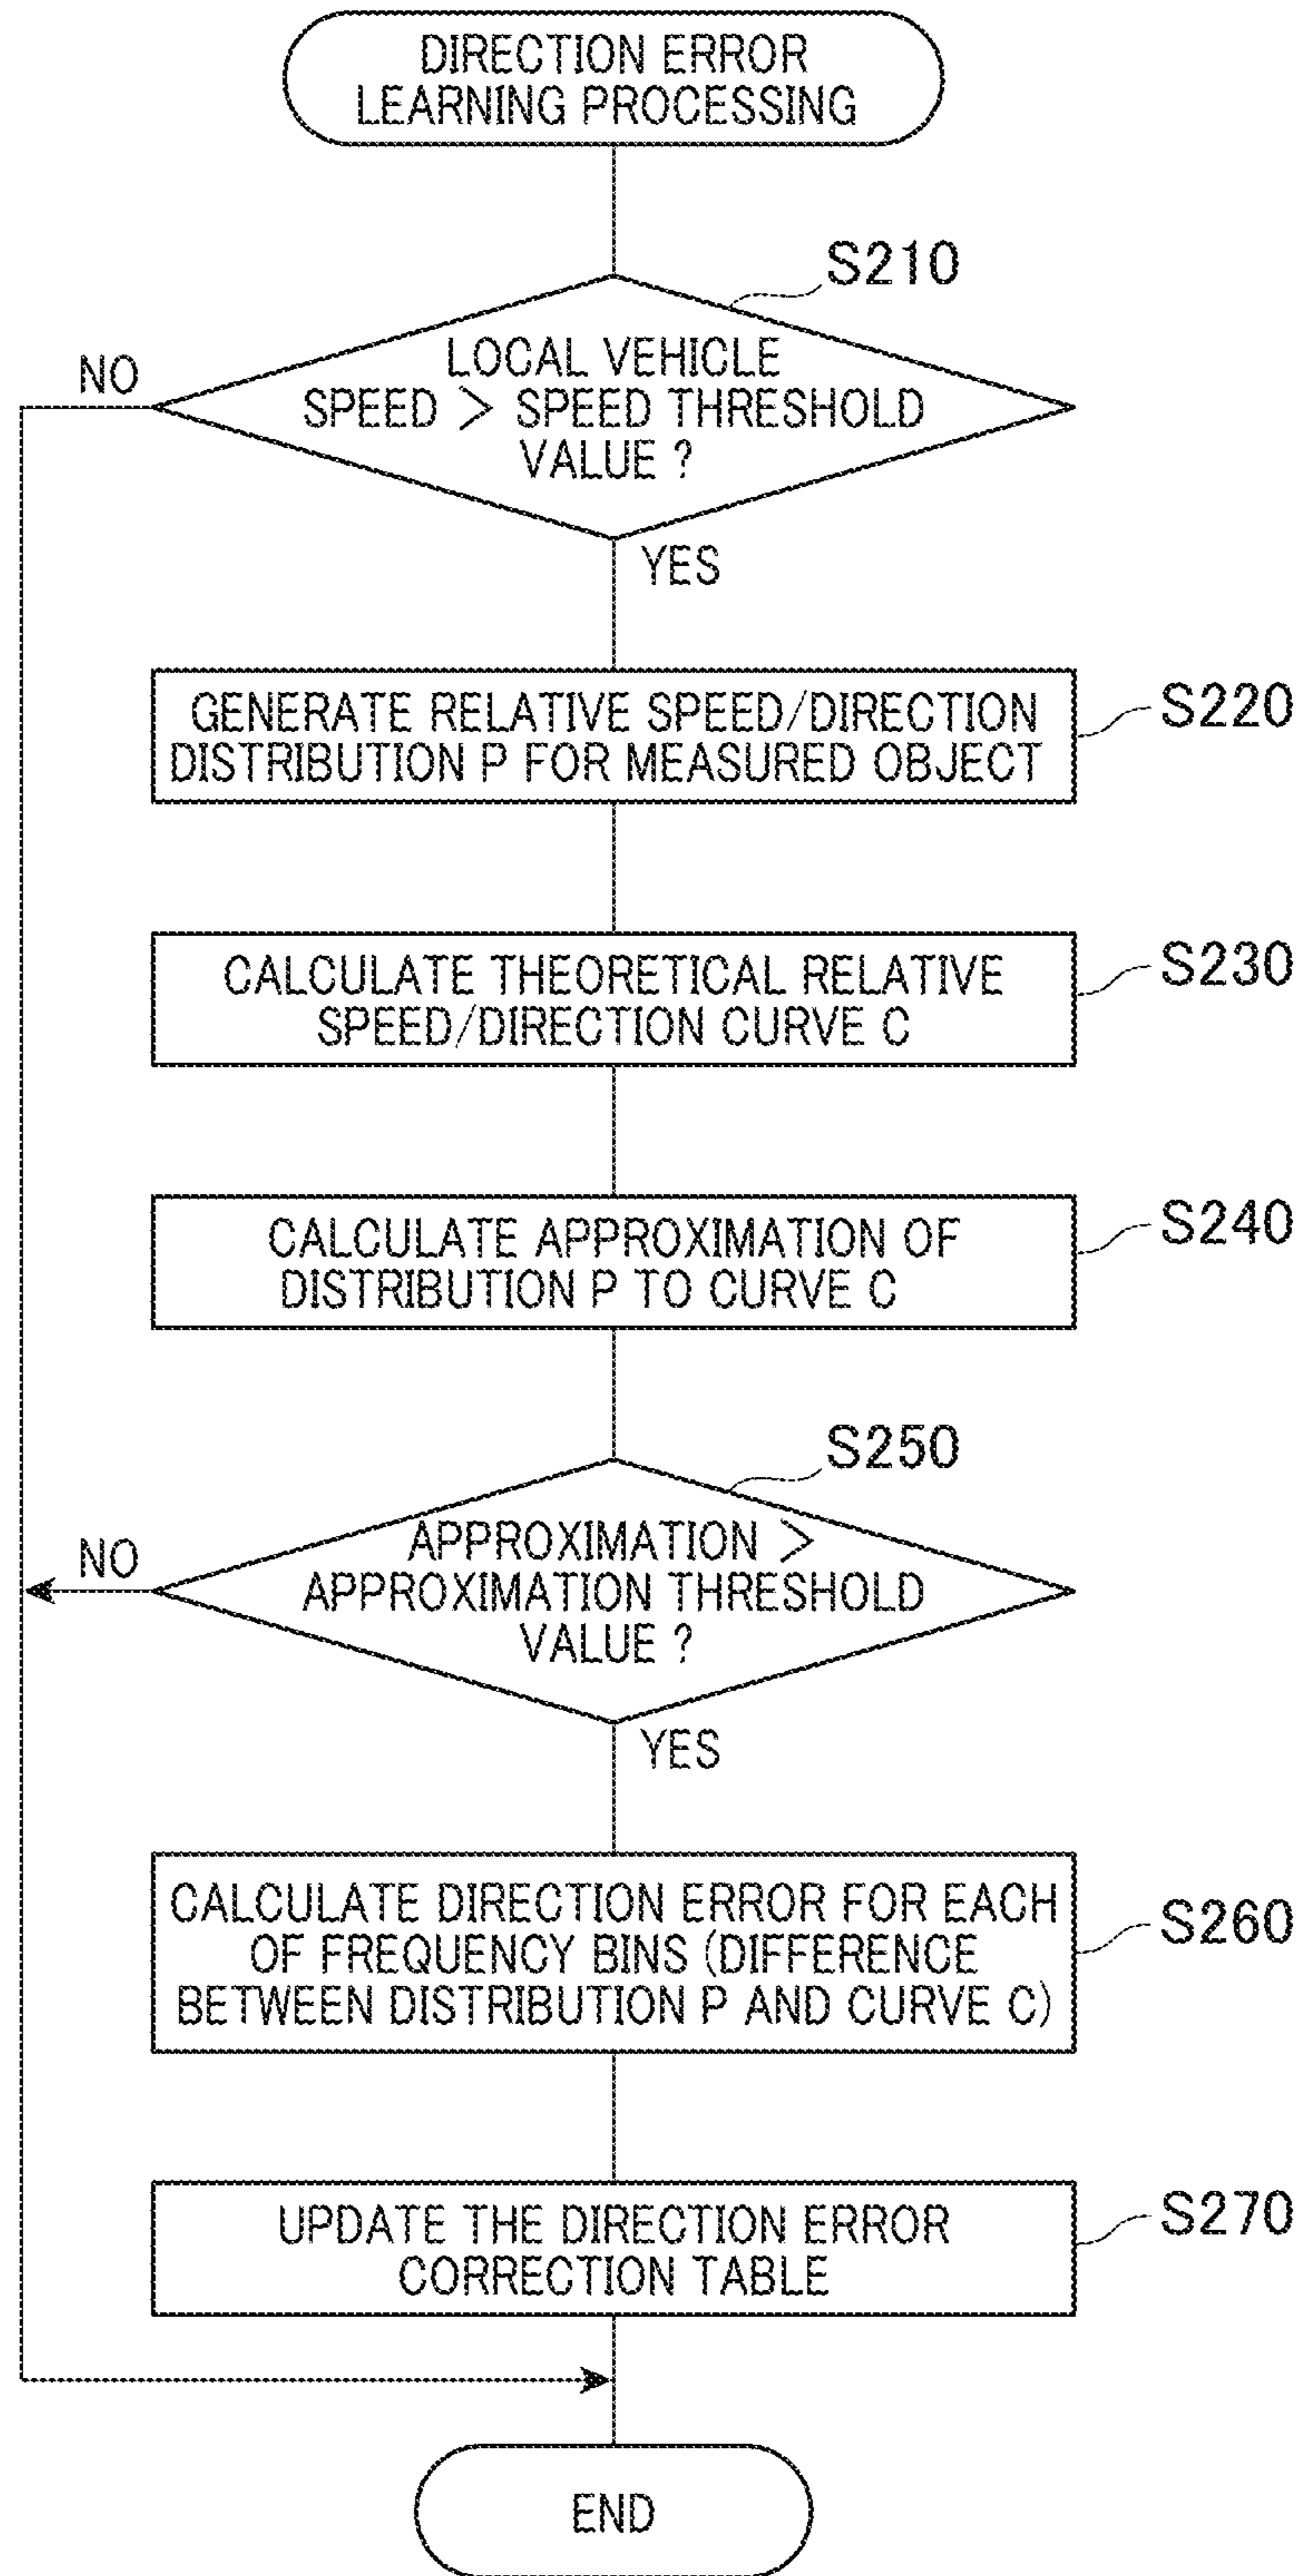 DIRECTION ERROR
LEARNING PROCESSING
S210
NO
LOCAL VEHICLE
SPEED > SPEED THRESHOLD
VALUE ?
YES
GENERATE RELATIVE SPEED/DIRECTION
DISTRIBUTION P FOR MEASURED OBJECT
S220
CALCULATE THEORETICAL RELATIVE
SPEED/DIRECTION CURVE C
S230
CALCULATE APPROXIMATION OF
DISTRIBUTION P TO CURVE C
S240
S250
NO
APPROXIMATION >
APPROXIMATION THRESHOLD
VALUE ?
YES
CALCULATE DIRECTION ERROR FOR EACH
OF FREQUENCY BINS (DIFFERENCE
BETWEEN DISTRIBUTION P AND CURVE C)
S260
UPDATE THE DIRECTION ERROR
CORRECTION TABLE
S270
END